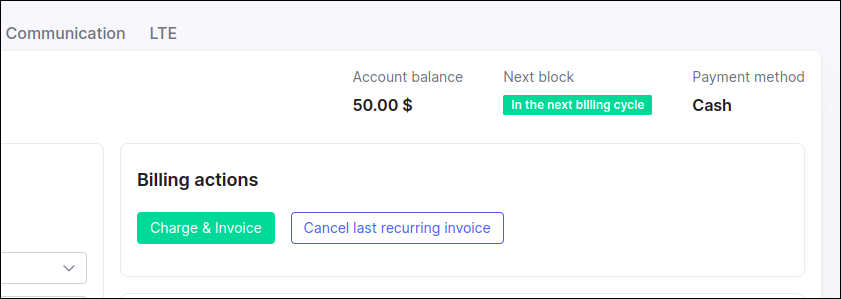 Communication LTE
Account balance Next block Payment method
50.00 $ In the next billing cycle Cash
Billing actions
Charge & Invoice Cancel last recurring invoice